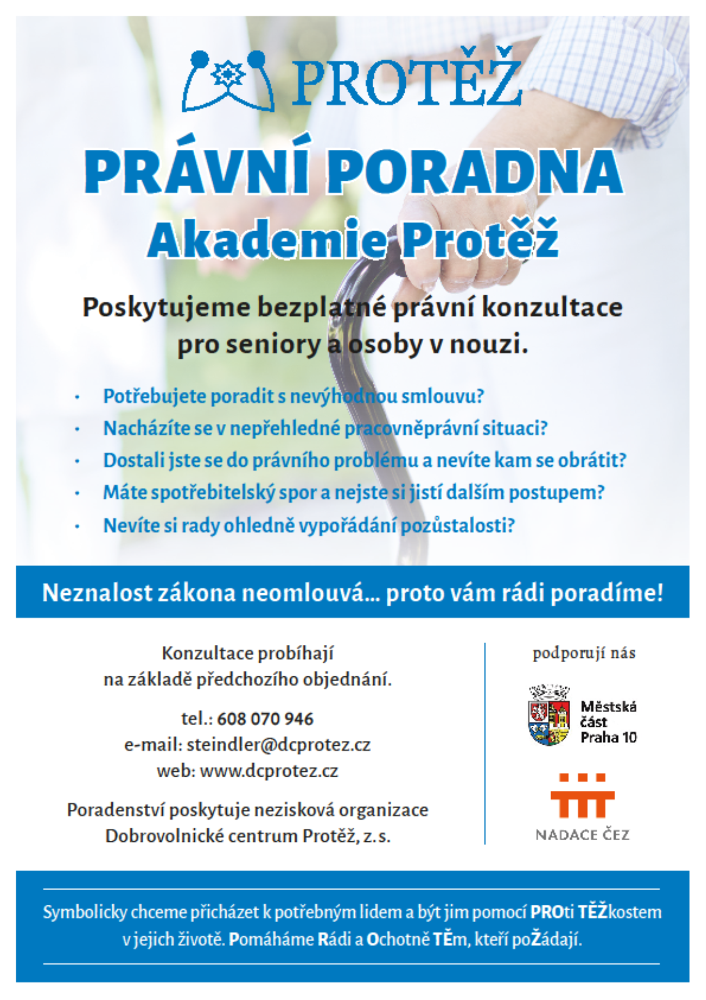 PROTĚŽ
PRÁVNÍ PORADNA
Akademie Protěž
Poskytujeme bezplatné právní konzultace
pro seniory a osoby v nouzi.
• Potřebujete poradit s nevýhodnou smlouvu?
• Nacházíte se v nepřehledné pracovněprávní situaci?
• Dostali jste se do právního problému a nevíte kam se obrátit?
• Máte spotřebitelský spor a nejste si jistí dalším postupem?
• Nevíte si rady ohledně vypořádání pozůstalosti?
Neznalost zákona neomlouvá... proto vám rádi poradíme!
Konzultace probíhají
na základě předchozího objednání.
tel.: 608 070 946
e-mail: steindler@dcprotez.cz
web: www.dcprotez.cz
Poradenství poskytuje nezisková organizace
Dobrovolnické centrum Protěž, z. s.
podporují nás
Městská
část
Praha 10
NADACE ČEZ
Symbolicky chceme přicházet k potřebným lidem a být jim pomocí PROti TĚŽkostem
v jejich životě. Pomáháme Rádi a Ochotně TĚm, kteří poŽádají.